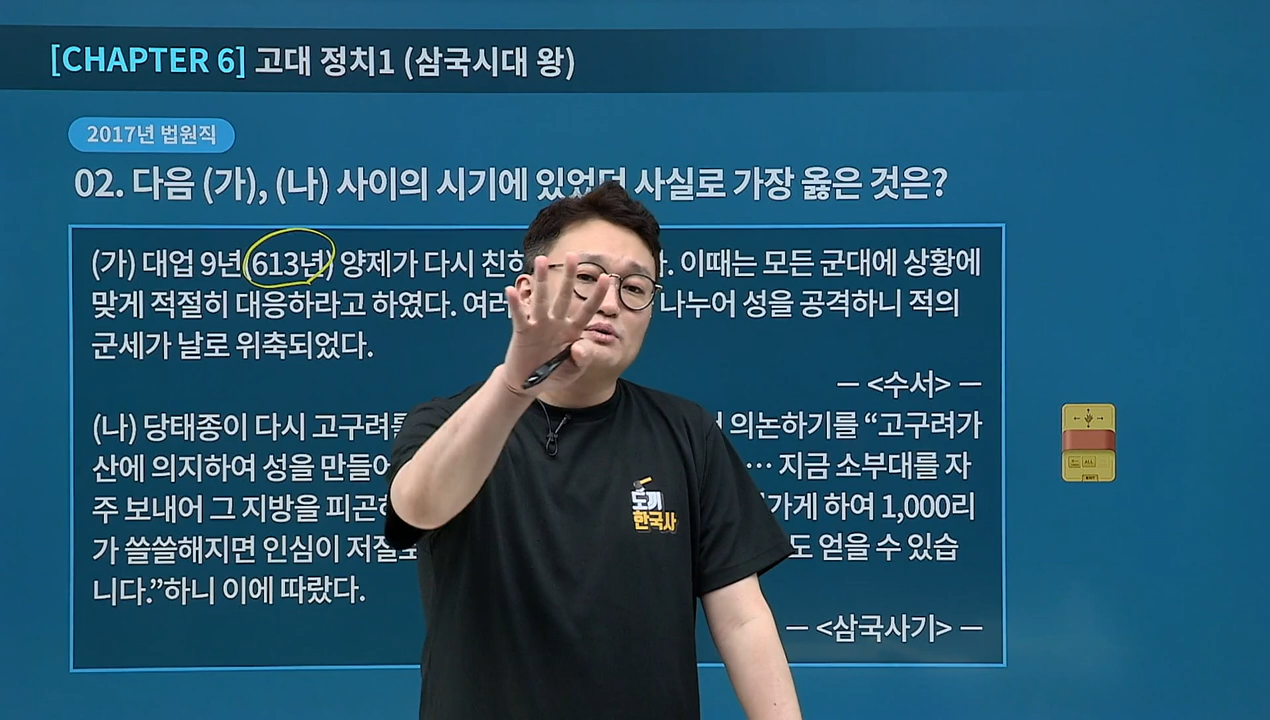 [CHAPTER 6] 고대 정치1 (삼국시대 왕)
2017년 법원직
02. 다음 (가), (나) 사이의 시기에 있었던 사실로 가장 옳은 것은?
(가) 대업 9년(613년) 양제가 다시 친히 . 이때는 모든 군대에 상황에
맞게 적절히 대응하라고 하였다. 여러 나누어 성을 공격하니 적의
군세가 날로 위축되었다.
─ <수서> ─
(나) 당태종이 다시 고구려를 의논하기를 “고구려가
산에 의지하여 성을 만들어 … 지금 소부대를 자
주 보내어 그 지방을 피곤하 하여 1,000리
가 쓸쓸해지면 인심이 저절로 도 얻을 수 있습
니다.”하니 이에 따랐다.
─ <삼국사기> ─
도끼
한국사
ALL